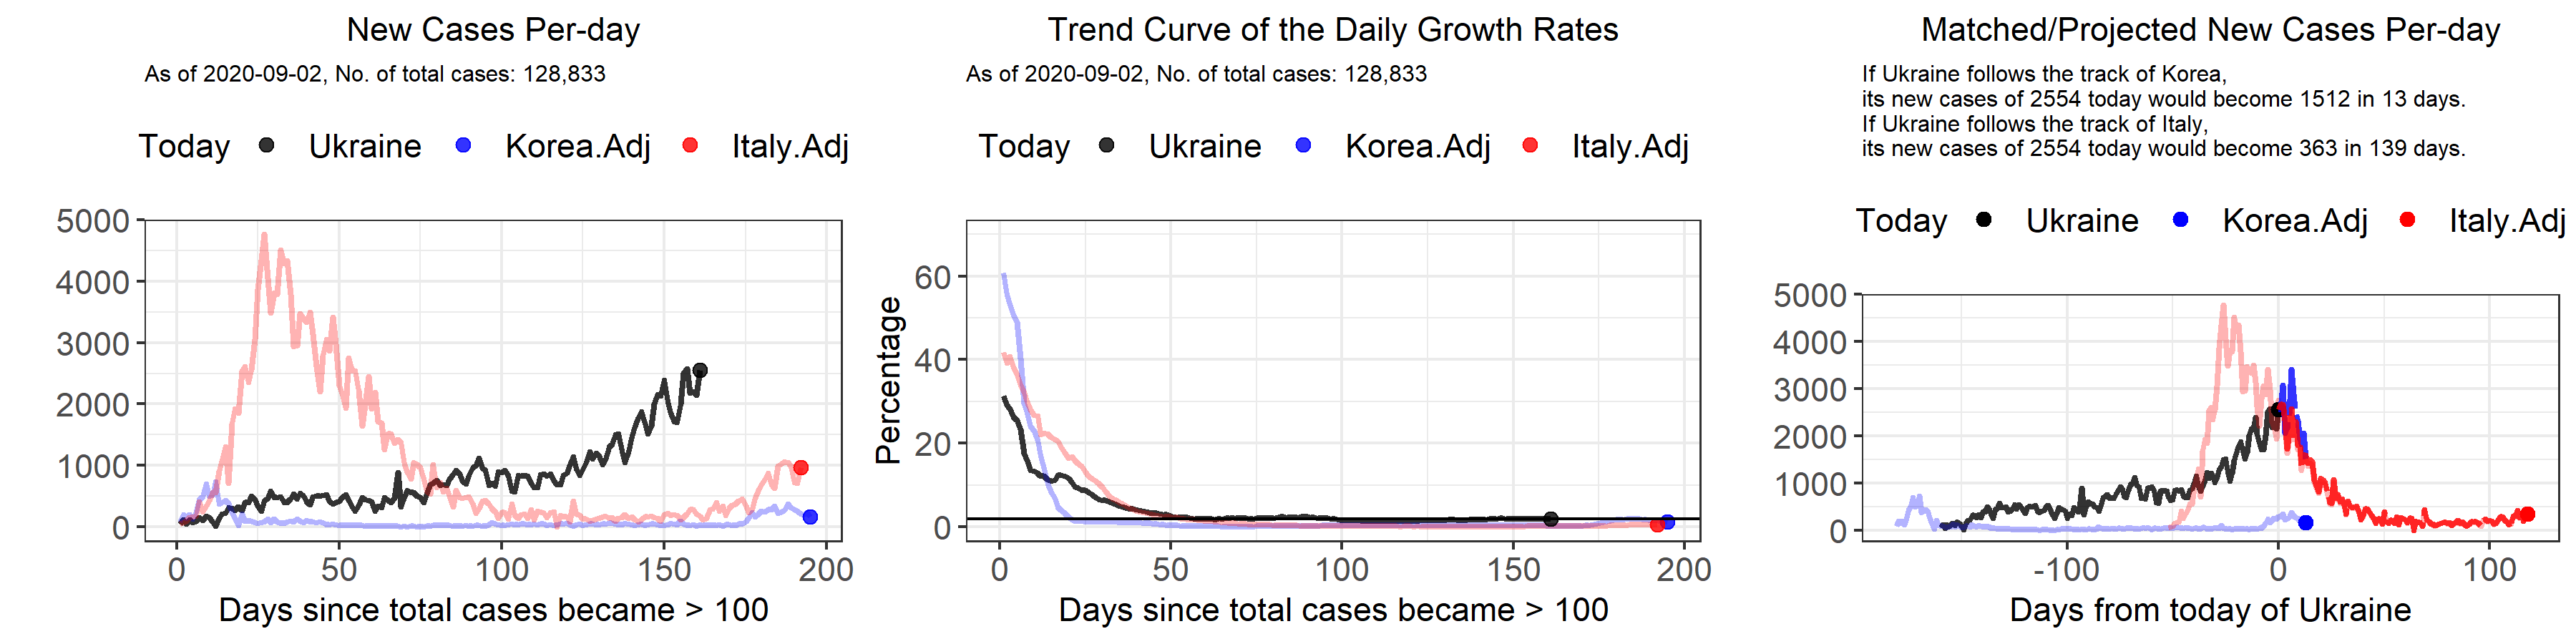 New Cases Per-day
As of 2020-09-02, No. of total cases: 128,833
Today Ukraine Korea.Adj Italy.Adj
5000
4000
3000
2000
1000
0
0 50 100 150 200
Days since total cases became > 100
Trend Curve of the Daily Growth Rates
As of 2020-09-02, No. of total cases: 128,833
Today Ukraine Korea.Adj Italy.Adj
Percentage
60
40
20
0
0 50 100 150 200
Days since total cases became > 100
Matched/Projected New Cases Per-day
If Ukraine follows the track of Korea,
its new cases of 2554 today would become 1512 in 13 days.
If Ukraine follows the track of Italy,
its new cases of 2554 today would become 363 in 139 days.
Today Ukraine Korea.Adj Italy.Adj
5000
4000
3000
2000
1000
0
-100 0 100
Days from today of Ukraine